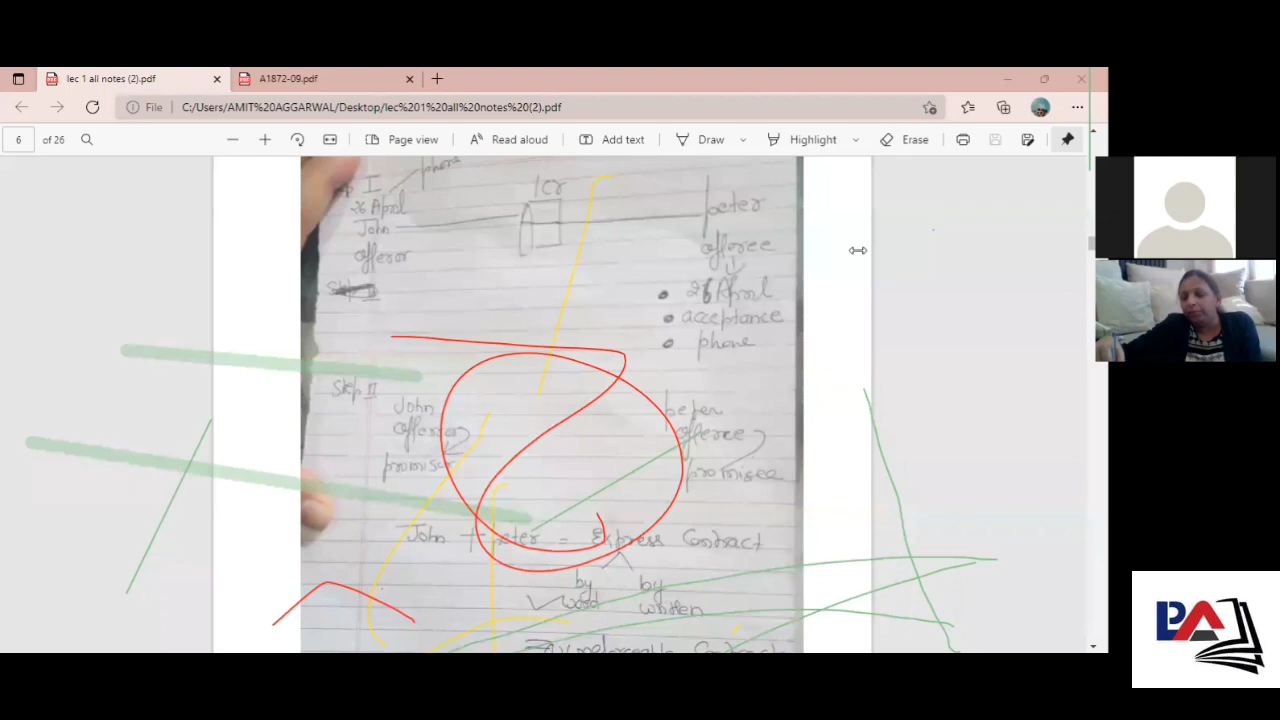 lec 1 all notes (2).pdf
A1872-09.pdf
File C:/Users/AMIT%20AGGARWAL/Desktop/lec%201%20all%20notes%20(2).pdf
6 of 26 Page view Read aloud Add text Draw Highlight Erase
phone
I 1cr
26 April peter
John
offeror offeree
26 April
acceptance
phone
Step II
John peter
offeror offeree
promisor promisee
John + peter = Express Contract
by by
word written
Contract